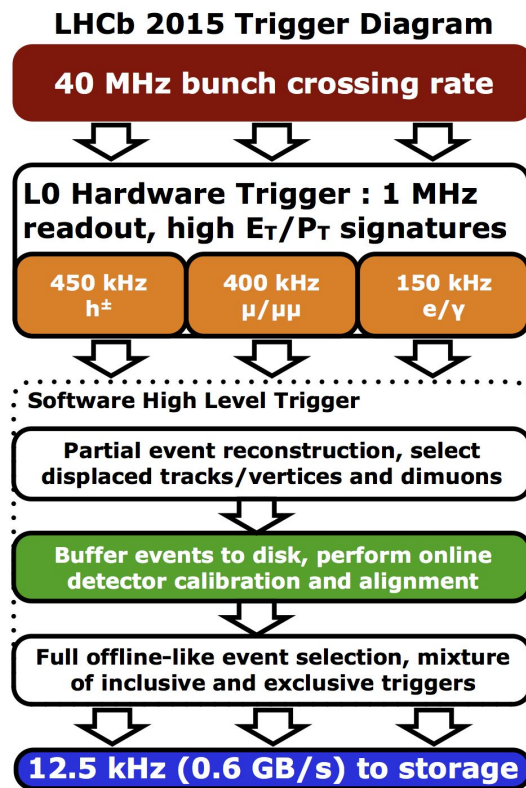 LHCb 2015 Trigger Diagram
40 MHz bunch crossing rate
L0 Hardware Trigger : 1 MHz
readout, high E_T/P_T signatures
450 kHz
h±
400 kHz
μ/μμ
150 kHz
e/γ
Software High Level Trigger
Partial event reconstruction, select
displaced tracks/vertices and dimuons
Buffer events to disk, perform online
detector calibration and alignment
Full offline-like event selection, mixture
of inclusive and exclusive triggers
12.5 kHz (0.6 GB/s) to storage